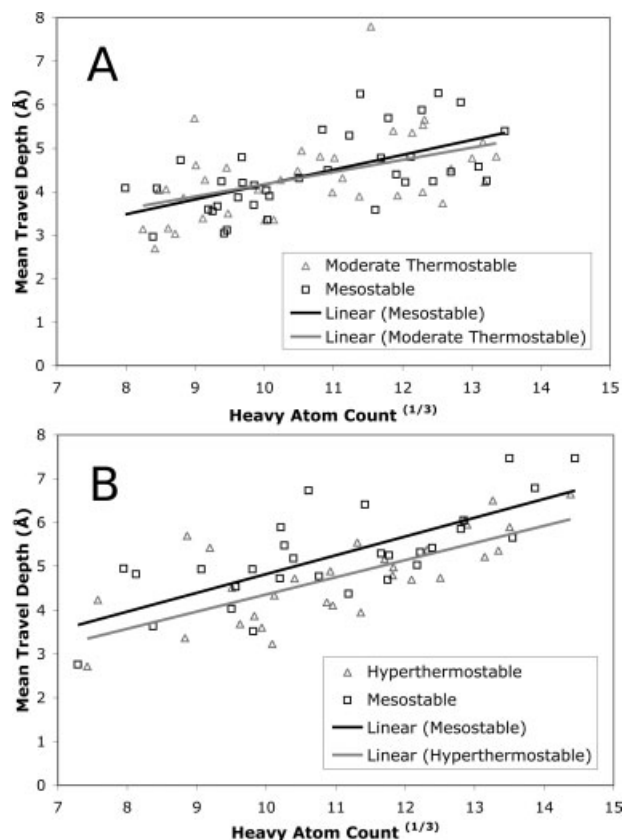 A
Mean Travel Depth (Å)
8
7
6
5
4
3
2
1
0
Moderate Thermostable
Mesostable
Linear (Mesostable)
Linear (Moderate Thermostable)
7 8 9 10 11 12 13 14 15
Heavy Atom Count (1/3)
B
Mean Travel Depth (Å)
8
7
6
5
4
3
2
1
0
Hyperthermostable
Mesostable
Linear (Mesostable)
Linear (Hyperthermostable)
7 8 9 10 11 12 13 14 15
Heavy Atom Count (1/3)